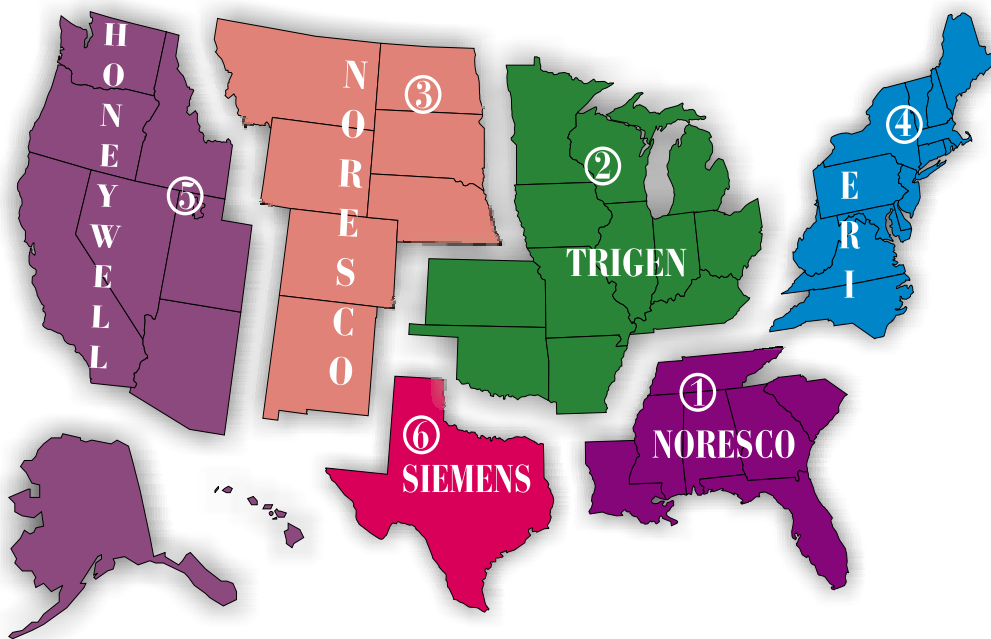 HONEYWELL
⑤
NORESCO
③
②
TRIGEN
④
ERI
①
NORESCO
⑥
SIEMENS